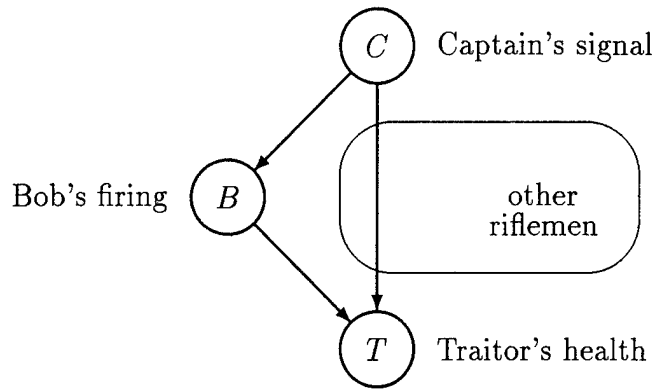 C Captain's signal
Bob's firing B
other
riflemen
T Traitor's health